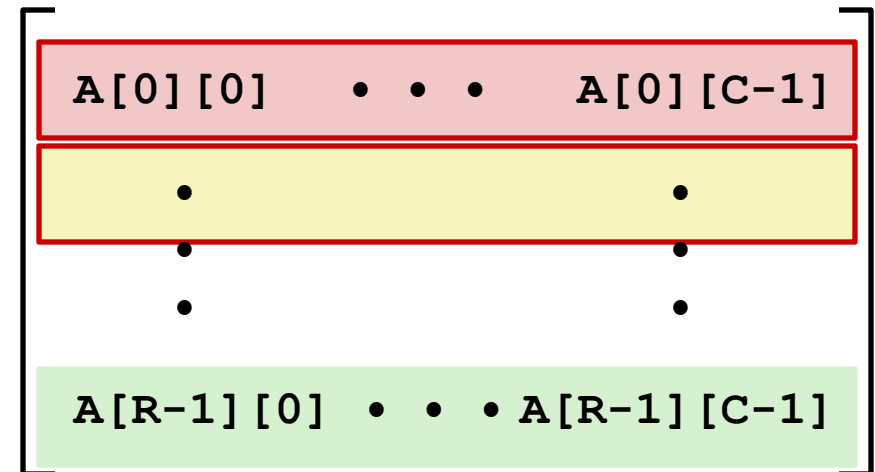 A[0][0] • • • A[0][C-1]
• •
• •
• •
A[R-1][0] • • • A[R-1][C-1]